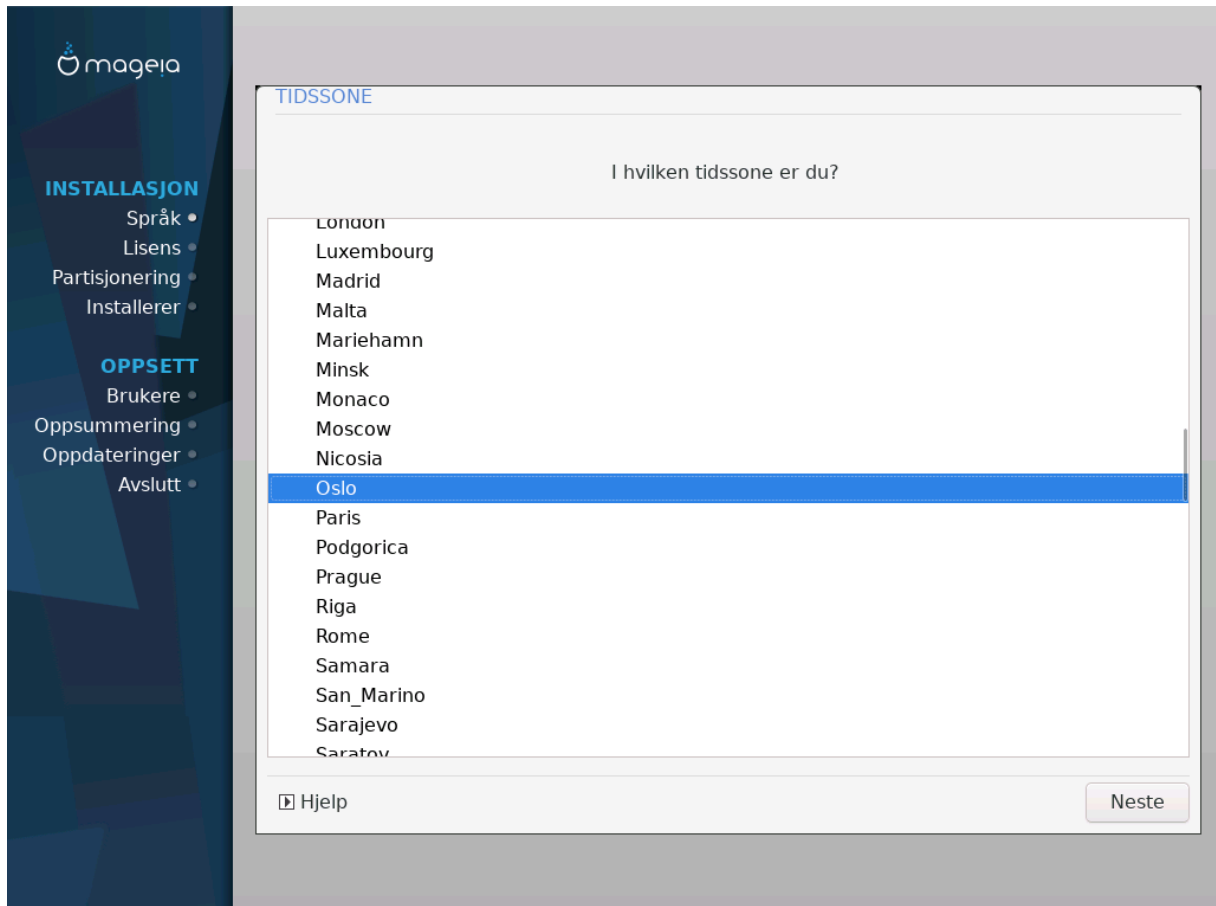 mageia
INSTALLASJON
Språk
Lisens
Partisjonering
Installerer
OPPSETT
Brukere
Oppsummering
Oppdateringer
Avslutt
TIDSSONE
I hvilken tidssone er du?
London
Luxembourg
Madrid
Malta
Mariehamn
Minsk
Monaco
Moscow
Nicosia
Oslo
Paris
Podgorica
Prague
Riga
Rome
Samara
San_Marino
Sarajevo
Saratov
Hjelp
Neste